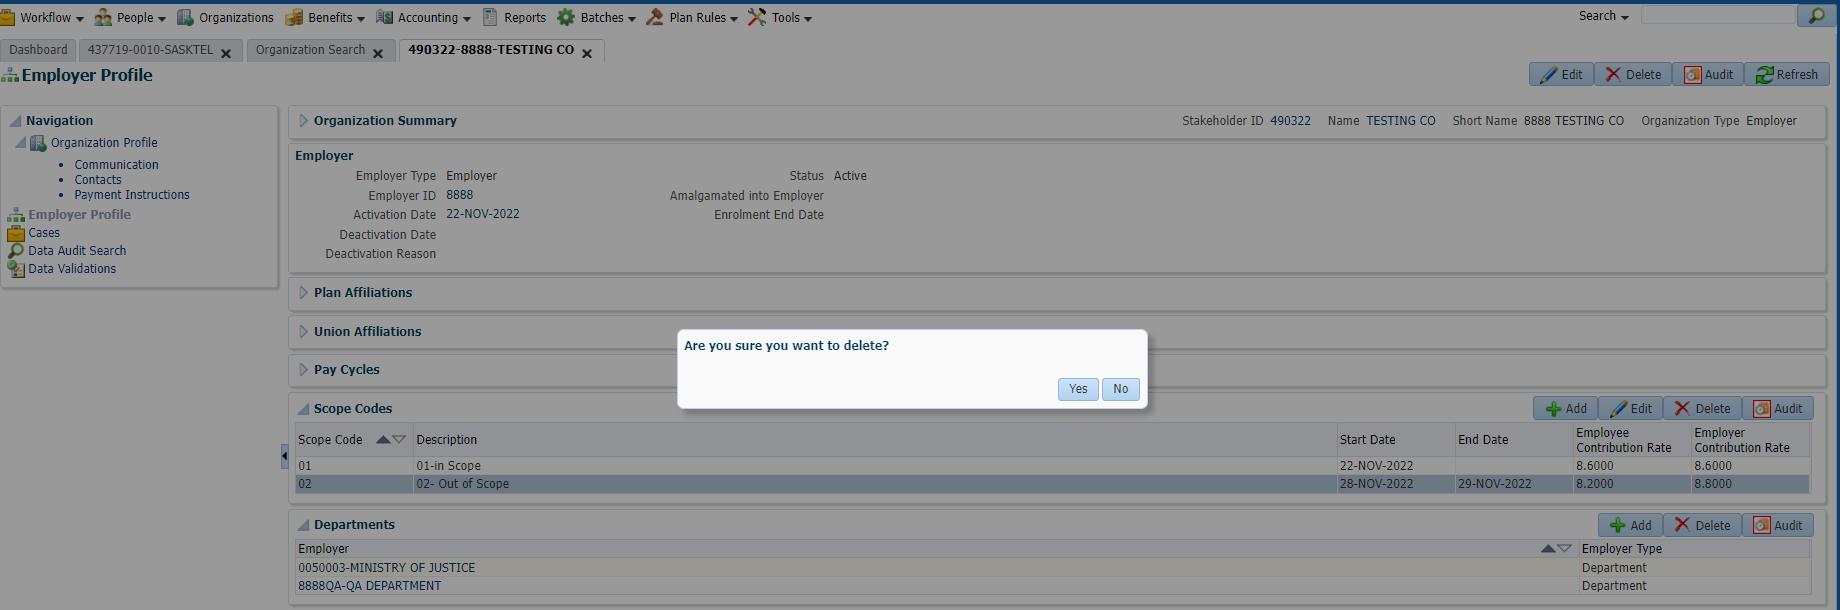 Workflow People Organizations Benefits Accounting Reports Batches Plan Rules Tools Search
Dashboard 437719-0010-SASKTEL Organization Search 490322-8888-TESTING CO
Employer Profile Edit Delete Audit Refresh
Navigation
Organization Profile
Communication
Contacts
Payment Instructions
Employer Profile
Cases
Data Audit Search
Data Validations
Organization Summary Stakeholder ID 490322 Name TESTING CO Short Name 8888 TESTING CO Organization Type Employer
Employer
Employer Type Employer Status Active
Employer ID 8888 Amalgamated into Employer
Activation Date 22-NOV-2022 Enrolment End Date
Deactivation Date
Deactivation Reason
Plan Affiliations
Union Affiliations
Are you sure you want to delete?
Yes No
Pay Cycles
Scope Codes Add Edit Delete Audit
Scope Code Description Start Date End Date Employee Contribution Rate Employer Contribution Rate
01 01-in Scope 22-NOV-2022 8.6000 8.6000
02 02- Out of Scope 28-NOV-2022 29-NOV-2022 8.2000 8.8000
Departments Add Delete Audit
Employer Employer Type
0050003-MINISTRY OF JUSTICE Department
8888QA-QA DEPARTMENT Department